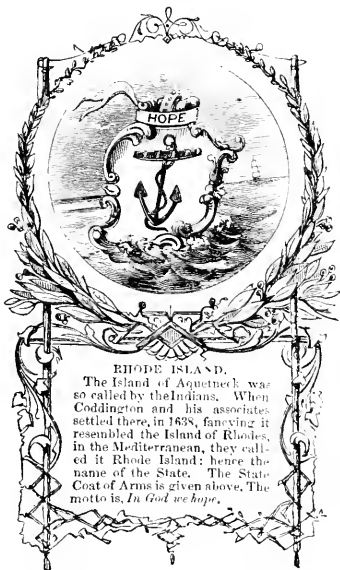 HOPE
RHODE ISLAND.
The Island of Aquetneck was
so called by the Indians. When
Coddington and his associates
settled there, in 1638, fancying it
resembled the Island of Rhodes,
in the Mediterranean, they call-
ed it Rhode Island: hence the
name of the State. The State
Coat of Arms is given above. The
motto is, In God we hope.